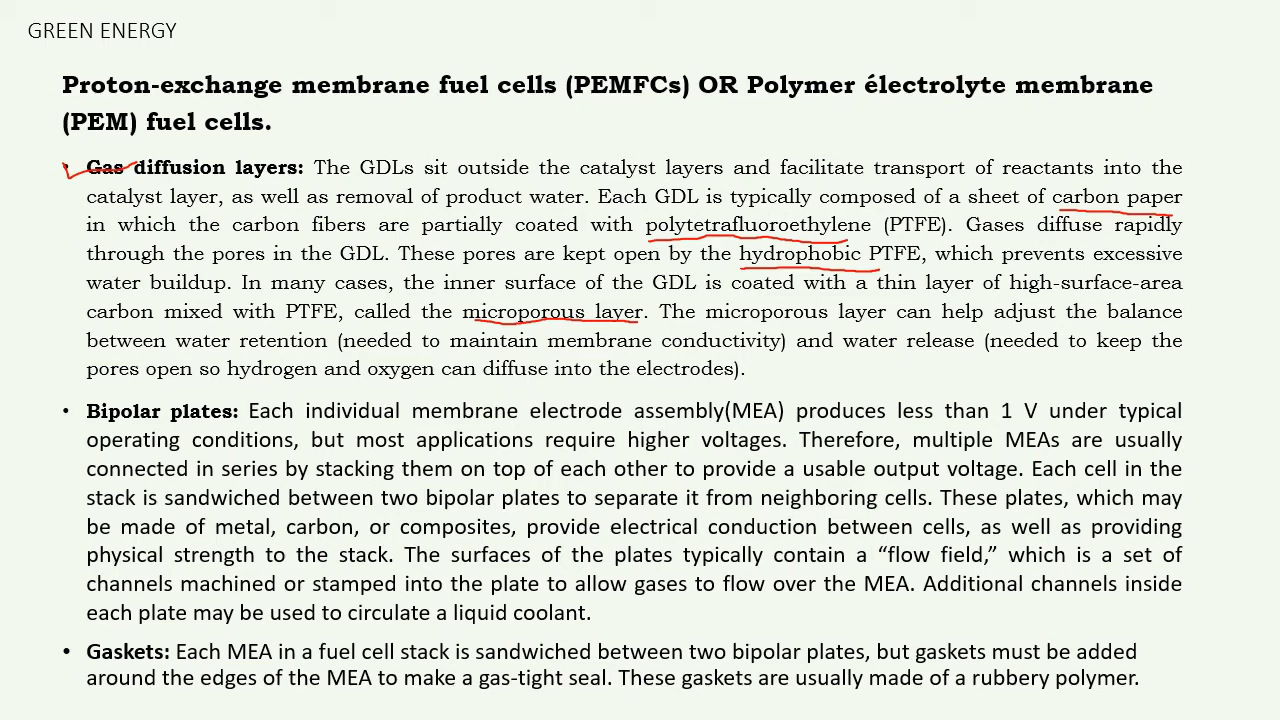 GREEN ENERGY
Proton-exchange membrane fuel cells (PEMFCs) OR Polymer électrolyte membrane
(PEM) fuel cells.
• Gas diffusion layers: The GDLs sit outside the catalyst layers and facilitate transport of reactants into the
catalyst layer, as well as removal of product water. Each GDL is typically composed of a sheet of carbon paper
in which the carbon fibers are partially coated with polytetrafluoroethylene (PTFE). Gases diffuse rapidly
through the pores in the GDL. These pores are kept open by the hydrophobic PTFE, which prevents excessive
water buildup. In many cases, the inner surface of the GDL is coated with a thin layer of high-surface-area
carbon mixed with PTFE, called the microporous layer. The microporous layer can help adjust the balance
between water retention (needed to maintain membrane conductivity) and water release (needed to keep the
pores open so hydrogen and oxygen can diffuse into the electrodes).
• Bipolar plates: Each individual membrane electrode assembly(MEA) produces less than 1 V under typical
operating conditions, but most applications require higher voltages. Therefore, multiple MEAs are usually
connected in series by stacking them on top of each other to provide a usable output voltage. Each cell in the
stack is sandwiched between two bipolar plates to separate it from neighboring cells. These plates, which may
be made of metal, carbon, or composites, provide electrical conduction between cells, as well as providing
physical strength to the stack. The surfaces of the plates typically contain a “flow field,” which is a set of
channels machined or stamped into the plate to allow gases to flow over the MEA. Additional channels inside
each plate may be used to circulate a liquid coolant.
• Gaskets: Each MEA in a fuel cell stack is sandwiched between two bipolar plates, but gaskets must be added
around the edges of the MEA to make a gas-tight seal. These gaskets are usually made of a rubbery polymer.